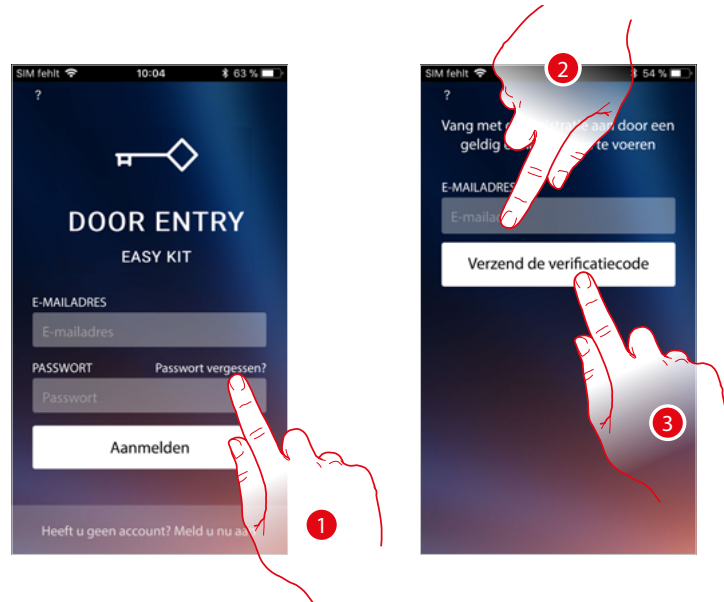 SIM fehlt 10:04 63 %
?
DOOR ENTRY
EASY KIT
E-MAILADRES
E-mailadres
PASSWORT Passwort vergessen?
Passwort
Aanmelden
Heeft u geen account? Meld u nu
1
SIM fehlt 54 %
2
?
Vang met aan door een
geldig te voeren
E-MAILADRES
Verzend de verificatiecode
3